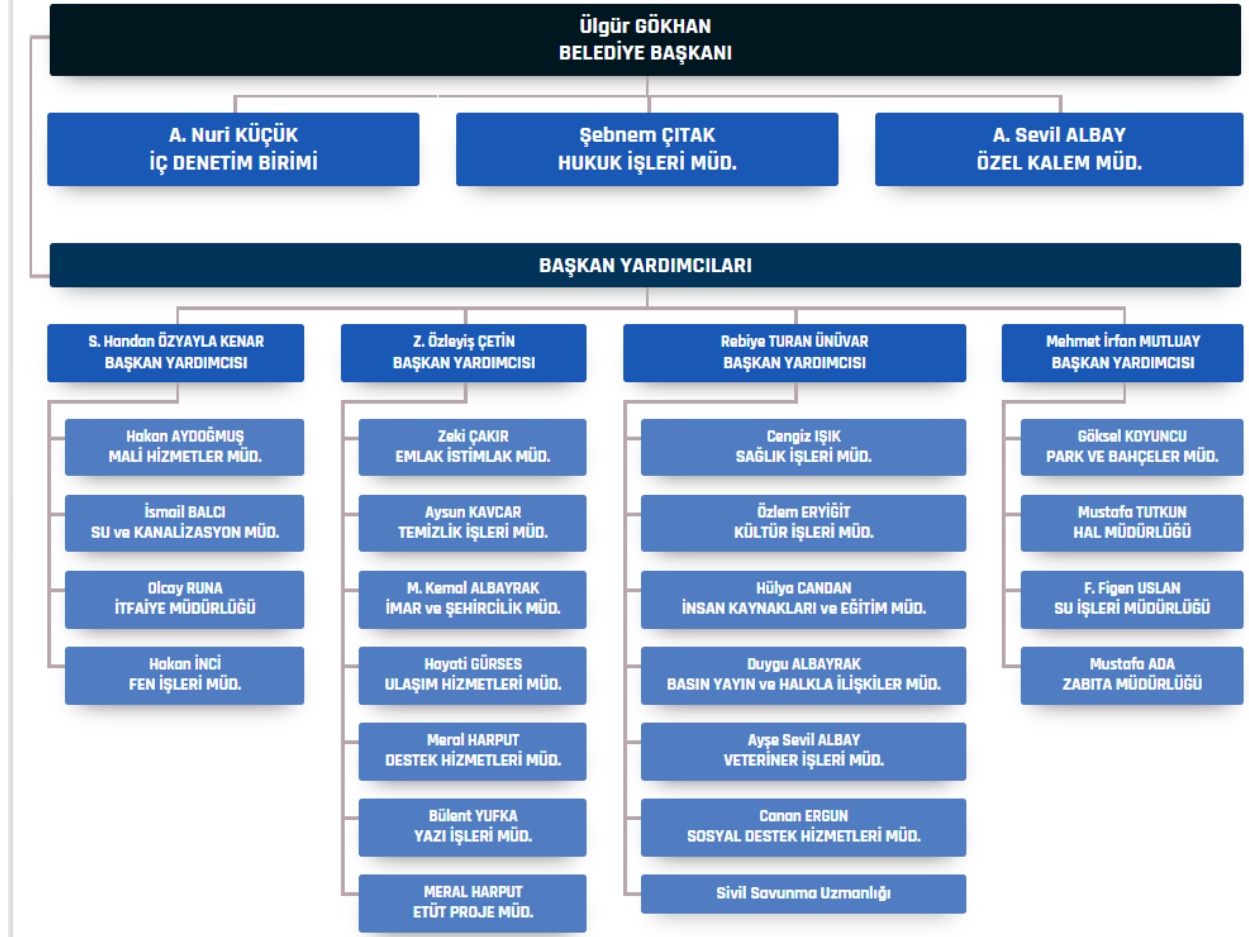 Ülgür GÖKHAN
BELEDİYE BAŞKANI
A. Nuri KÜÇÜK
İÇ DENETİM BİRİMİ
Şebnem ÇITAK
HUKUK İŞLERİ MÜD.
A. Sevil ALBAY
ÖZEL KALEM MÜD.
BAŞKAN YARDIMCILARI
S. Handan ÖZYAYLA KENAR
BAŞKAN YARDIMCISI
Hakan AYDOĞMUŞ
MALİ HİZMETLER MÜD.
İsmail BALCI
SU ve KANALİZASYON MÜD.
Olcay RUNA
İTFAİYE MÜDÜRLÜĞÜ
Hakan İNCİ
FEN İŞLERİ MÜD.
Z. Özleyiş ÇETİN
BAŞKAN YARDIMCISI
Zeki ÇAKIR
EMLAK İSTİMLAK MÜD.
Aysun KAVCAR
TEMİZLİK İŞLERİ MÜD.
M. Kemal ALBAYRAK
İMAR ve ŞEHİRCİLİK MÜD.
Hayati GÜRSES
ULAŞIM HİZMETLERİ MÜD.
Meral HARPUT
DESTEK HİZMETLERİ MÜD.
Bülent YUFKA
YAZI İŞLERİ MÜD.
MERAL HARPUT
ETÜT PROJE MÜD.
Rebiye TURAN ÜNÜVAR
BAŞKAN YARDIMCISI
Cengiz IŞIK
SAĞLIK İŞLERİ MÜD.
Özlem ERYİĞİT
KÜLTÜR İŞLERİ MÜD.
Hülya CANDAN
İNSAN KAYNAKLARI ve EĞİTİM MÜD.
Duygu ALBAYRAK
BASIN YAYIN ve HALKLA İLİŞKİLER MÜD.
Ayşe Sevil ALBAY
VETERİNER İŞLERİ MÜD.
Canan ERGUN
SOSYAL DESTEK HİZMETLERİ MÜD.
Sivil Savunma Uzmanlığı
Mehmet İrfan MUTLUAY
BAŞKAN YARDIMCISI
Göksel KOYUNCU
PARK VE BAHÇELER MÜD.
Mustafa TUTKUN
HAL MÜDÜRLÜĞÜ
F. Figen USLAN
SU İŞLERİ MÜDÜRLÜĞÜ
Mustafa ADA
ZABITA MÜDÜRLÜĞÜ